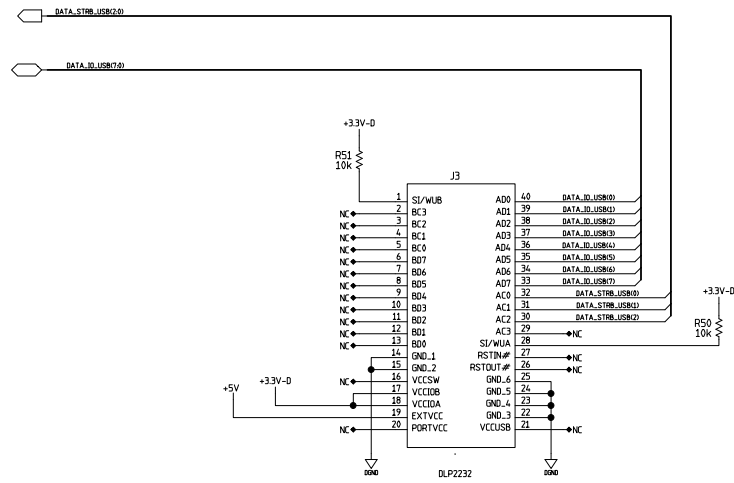 DATA_STRB_USB(2:0)
DATA_IO_USB(7:0)
+3.3V-D
R51
10k
J3
1 SI/WUB AD0 40 DATA_IO_USB(0)
NC 2 BC3 AD1 39 DATA_IO_USB(1)
NC 3 BC2 AD2 38 DATA_IO_USB(2)
NC 4 BC1 AD3 37 DATA_IO_USB(3)
NC 5 BC0 AD4 36 DATA_IO_USB(4)
NC 6 BD7 AD5 35 DATA_IO_USB(5)
NC 7 BD6 AD6 34 DATA_IO_USB(6)
NC 8 BD5 AD7 33 DATA_IO_USB(7)
NC 9 BD4 AC0 32 DATA_STRB_USB(0)
NC 10 BD3 AC1 31 DATA_STRB_USB(1)
NC 11 BD2 AC2 30 DATA_STRB_USB(2)
NC 12 BD1 AC3 29 NC
NC 13 BD0 SI/WUA 28
14 GND_1 RSTIN# 27 NC
15 GND_2 RSTOUT# 26 NC
NC 16 VCCSW GND_6 25
17 VCCIOB GND_5 24
18 VCCIOA GND_4 23
19 EXTVCC GND_3 22
NC 20 PORTVCC VCCUSB 21 NC
+3.3V-D
R50
10k
+5V
+3.3V-D
DGND
DLP2232
DGND